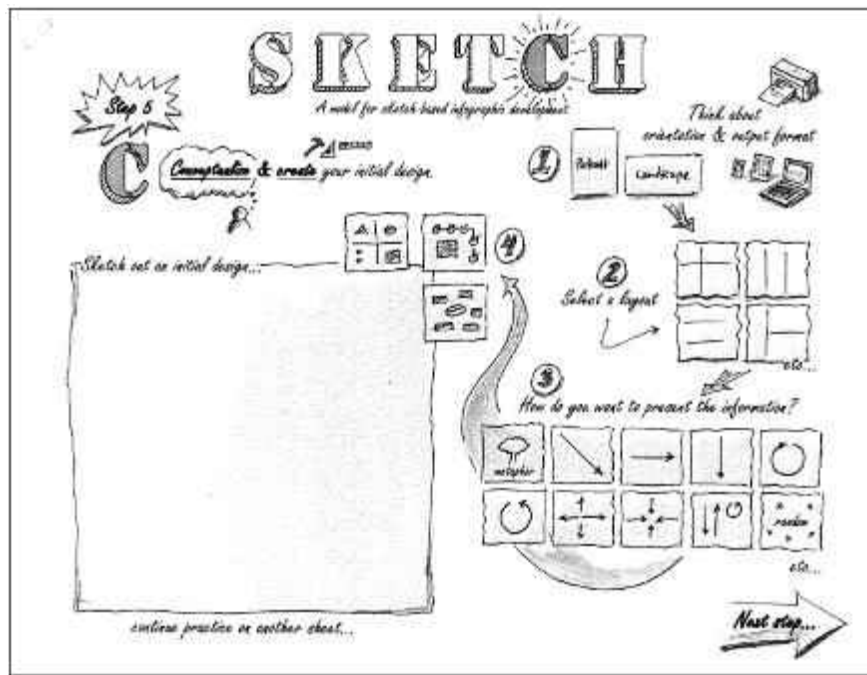 SKETCH
A model for sketch-based infographic development
Step 5
C Conceptualise & create your initial design.
Think about
orientation & output format
1
Portrait
Landscape
2
Select a layout
etc...
3
How do you want to present the information?
metaphor
random
etc...
4
Sketch out an initial design...
continue practice on another sheet...
Next step...